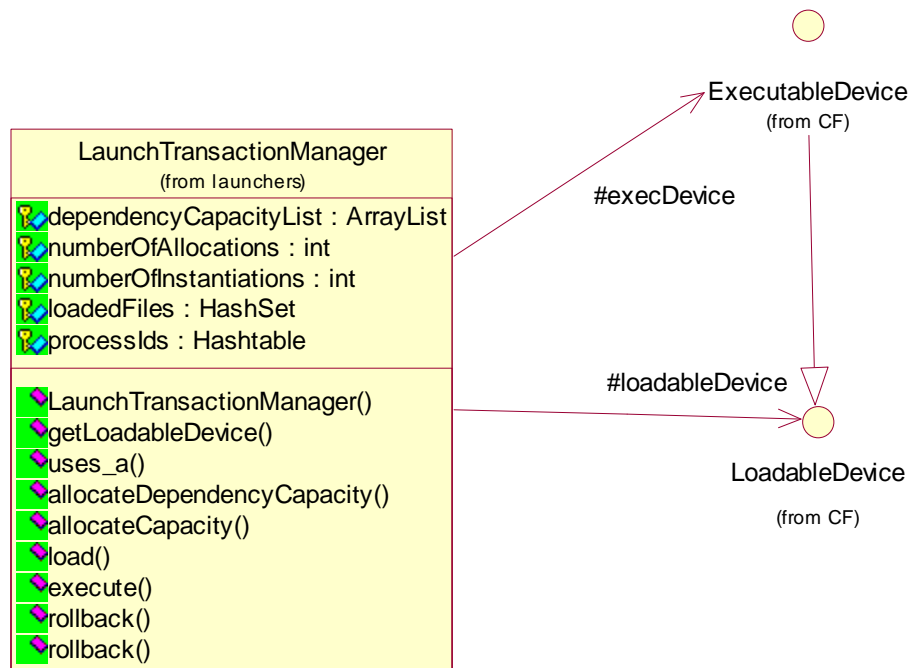 LaunchTransactionManager
(from launchers)
dependencyCapacityList : ArrayList
numberOfAllocations : int
numberOfInstantiations : int
loadedFiles : HashSet
processIds : Hashtable
LaunchTransactionManager()
getLoadableDevice()
uses_a()
allocateDependencyCapacity()
allocateCapacity()
load()
execute()
rollback()
rollback()
#execDevice
#loadableDevice
ExecutableDevice
(from CF)
LoadableDevice
(from CF)